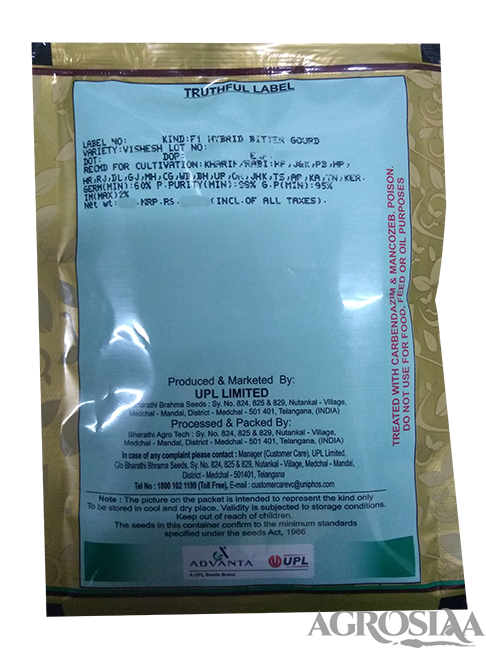 TRUTHFUL LABEL
LABEL NO: KIND:F1 HYBRID BITTER GOURD
VARIETY:VISHESH LOT NO:
DOT: DOP:
RECMD FOR CULTIVATION:KHARIF/RABI-HP,J&K,PB,MP,
HR,RJ,DL,GJ,MH,CG,WB,BH,UP,OR,JHK,TS,AP,KA,TN,KER.
GERM(MIN):60% P.PURITY(MIN):98% G.P(MIN):95%
IM(MAX)2%
Net wt: MRP.RS. (INCL.OF ALL TAXES).
TREATED WITH CARBENDAZIM & MANCOZEB. POISON.
DO NOT USE FOR FOOD, FEED OR OIL PURPOSES
Produced & Marketed By:
UPL LIMITED
Bharathi Brahma Seeds : Sy. No. 824, 825 & 829, Nutankal - Village,
Medchal - Mandal, District - Medchal - 501 401, Telangana, (INDIA)
Processed & Packed By:
Bharathi Agro Tech : Sy. No. 824, 825 & 829, Nutankal - Village,
Medchal - Mandal, District - Medchal - 501 401, Telangana, (INDIA)
In case of any complaint please contact : Manager (Customer Care), UPL Limited,
C/o Bharathi Bhrama Seeds, Sy. No. 824, 825 & 829, Nutankal - Village, Medchal - Mandal,
District - Medchal - 501401, Telangana
Tel No : 1800 102 1199 (Toll Free), E-mail : customercarevc@uniphos.com
Note : The picture on the packet is intended to represent the kind only
To be stored in cool and dry place. Validity is subjected to storage conditions.
Keep out of reach of children.
The seeds in this container confirm to the minimum standards
specified under the seeds Act, 1966
ADVANTA
A UPL Seeds Brand
UPL
AGROSIAA